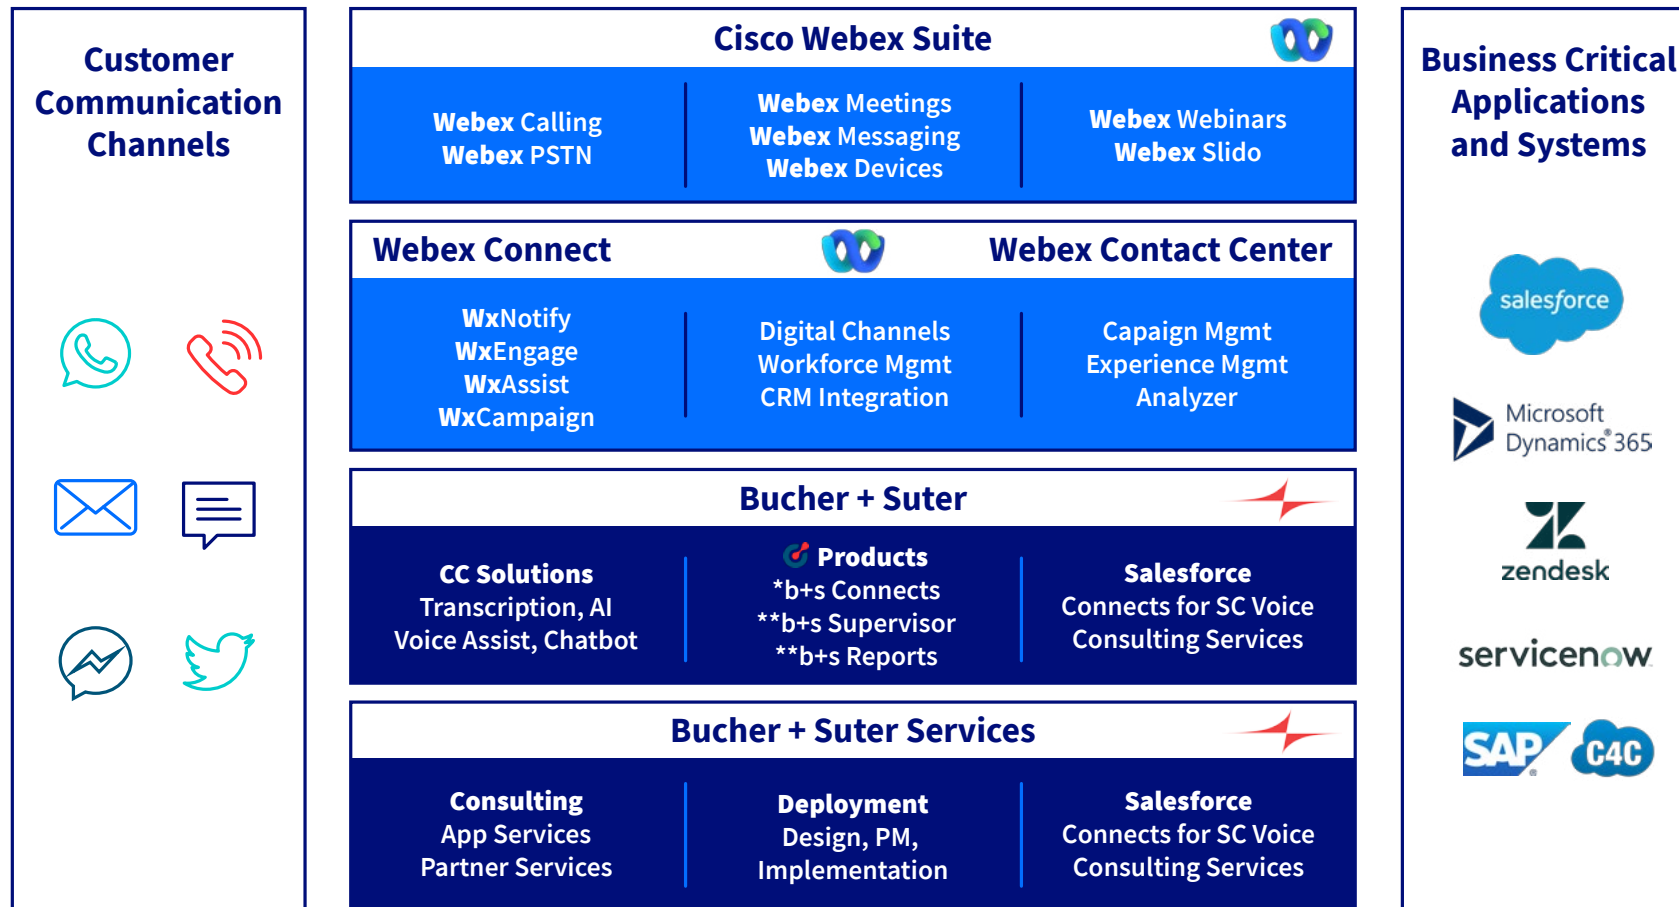 Customer
Communication
Channels
Cisco Webex Suite
Webex Calling
Webex PSTN
Webex Meetings
Webex Messaging
Webex Devices
Webex Webinars
Webex Slido
Webex Connect
Webex Contact Center
WxNotify
WxEngage
WxAssist
WxCampaign
Digital Channels
Workforce Mgmt
CRM Integration
Capaign Mgmt
Experience Mgmt
Analyzer
Bucher + Suter
CC Solutions
Transcription, AI
Voice Assist, Chatbot
Products
*b+s Connects
**b+s Supervisor
**b+s Reports
Salesforce
Connects for SC Voice
Consulting Services
Bucher + Suter Services
Consulting
App Services
Partner Services
Deployment
Design, PM,
Implementation
Salesforce
Connects for SC Voice
Consulting Services
Business Critical
Applications
and Systems
salesforce
Microsoft
Dynamics® 365
zendesk
servicenow
SAP® C4C